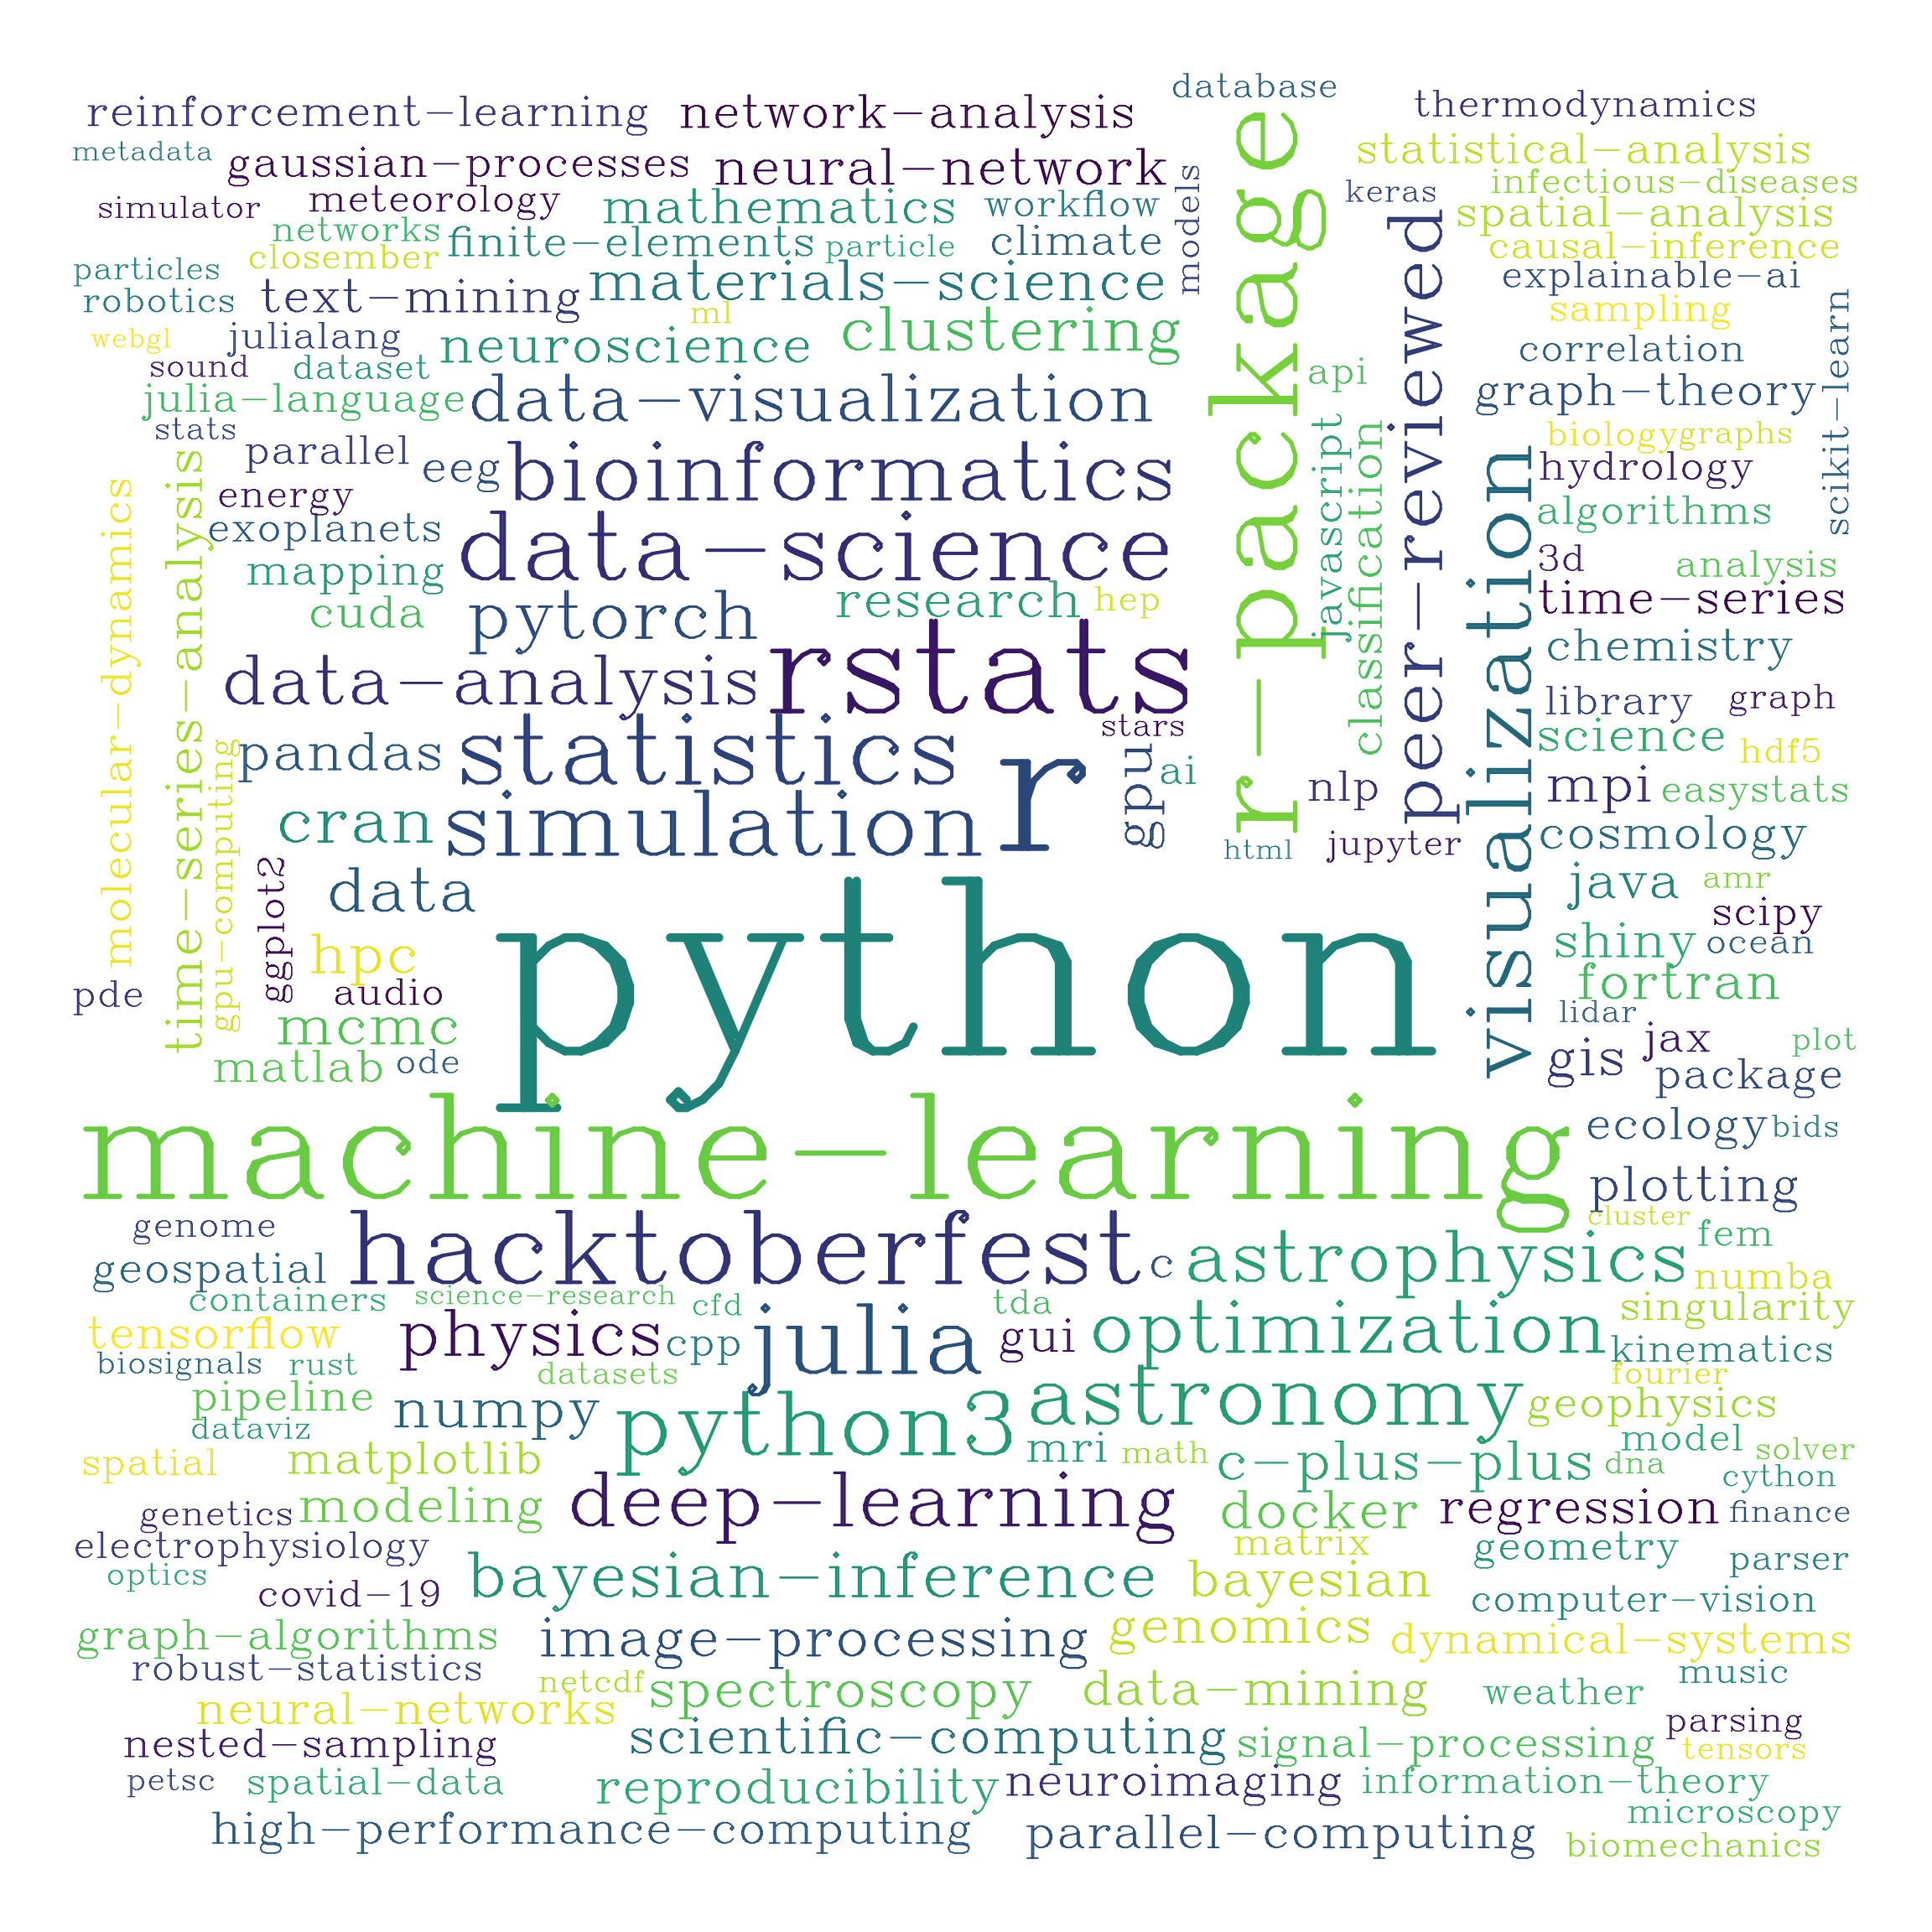 database
reinforcement-learning
network-analysis
thermodynamics
metadata
gaussian-processes
neural-network
statistical-analysis
simulator
meteorology
mathematics
workflow
models
keras
infectious-diseases
networks
finite-elements
particle
climate
r-package
peer-reviewed
spatial-analysis
closember
causal-inference
particles
materials-science
explainable-ai
robotics
text-mining
ml
clustering
sampling
webgl
julialang
neuroscience
correlation
scikit-learn
sound
dataset
api
julia-language
data-visualization
graph-theory
stats
javascript
classification
biology
graphs
parallel
eeg
bioinformatics
visualization
hydrology
molecular-dynamics
time-series-analysis
energy
algorithms
exoplanets
data-science
3d
analysis
mapping
cuda
pytorch
research
hep
time-series
chemistry
data-analysis
rstats
library
graph
stars
pandas
statistics
r
gpu
ai
science
hdf5
gpu-computing
nlp
mpi
easystats
cran
simulation
html
jupyter
cosmology
ggplot2
data
java
amr
python
scipy
hpc
shiny
ocean
pde
audio
fortran
mcmc
lidar
matlab
ode
gis
jax
plot
package
machine-learning
ecology
bids
plotting
genome
hacktoberfest
c
astrophysics
cluster
fem
geospatial
numba
containers
science-research
cfd
tda
singularity
tensorflow
physics
cpp
julia
gui
optimization
kinematics
biosignals
rust
datasets
fourier
pipeline
numpy
python3
astronomy
geophysics
dataviz
spatial
matplotlib
mri
math
c-plus-plus
model
solver
dna
cython
genetics
modeling
deep-learning
docker
regression
finance
electrophysiology
matrix
geometry
parser
optics
covid-19
bayesian-inference
bayesian
computer-vision
graph-algorithms
image-processing
genomics
dynamical-systems
robust-statistics
netcdf
spectroscopy
data-mining
weather
music
neural-networks
nested-sampling
scientific-computing
signal-processing
parsing
tensors
petsc
spatial-data
reproducibility
neuroimaging
information-theory
microscopy
high-performance-computing
parallel-computing
biomechanics